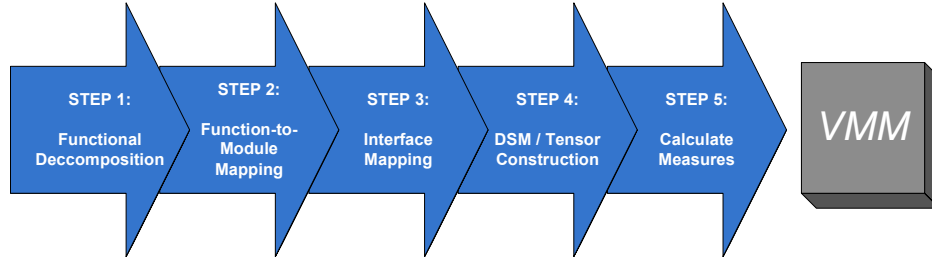 STEP 1:
Functional
Deccomposition
STEP 2:
Function-to-
Module
Mapping
STEP 3:
Interface
Mapping
STEP 4:
DSM / Tensor
Construction
STEP 5:
Calculate
Measures
VMM